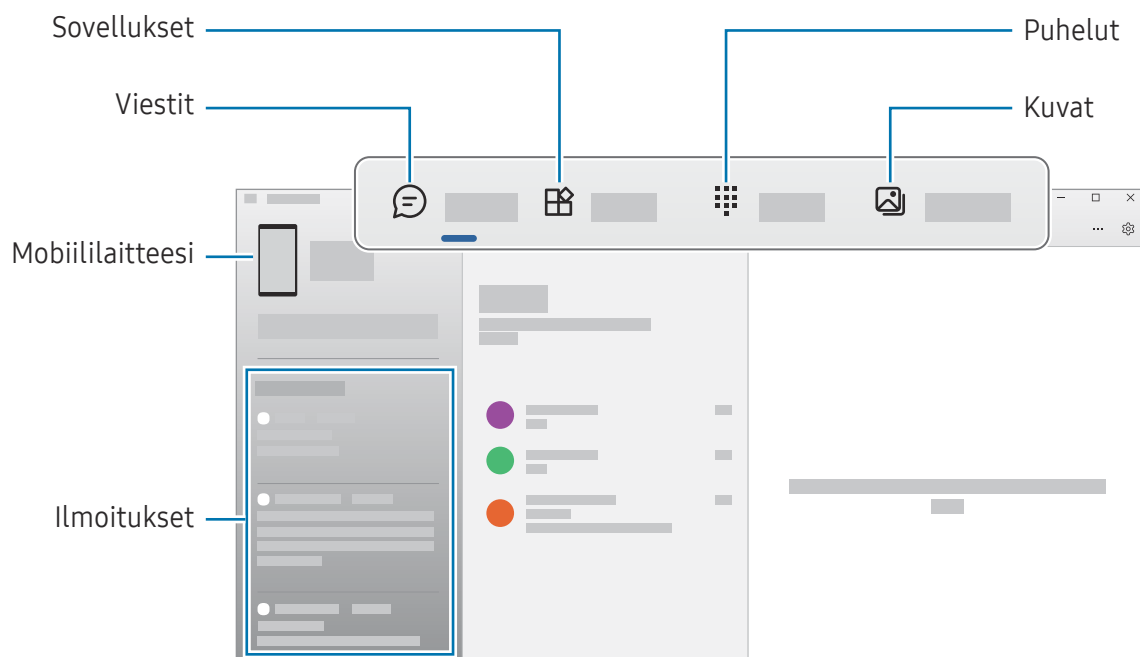 Sovellukset
Puhelut
Viestit
Kuvat
Mobiililaitteesi
Ilmoitukset